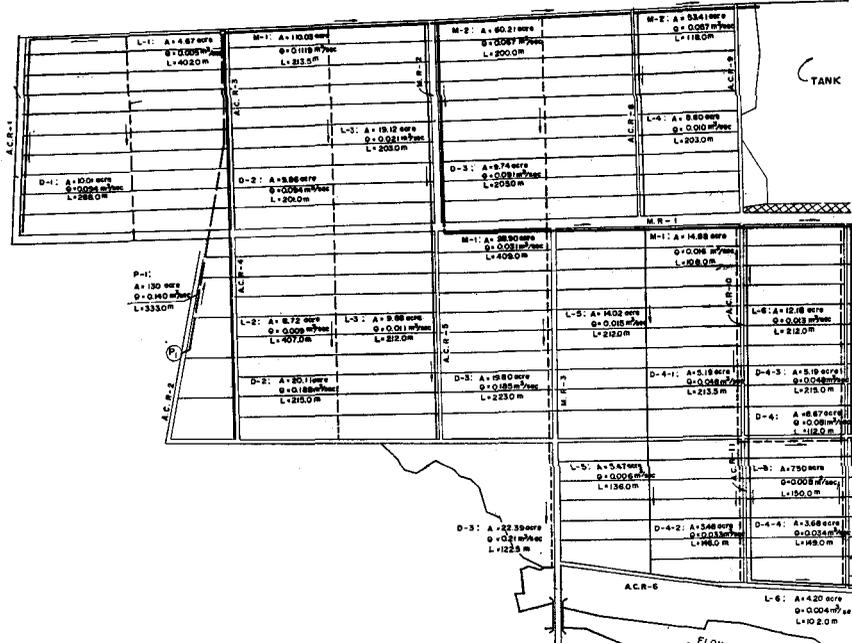 L-1: A=4.67 acre
Q=0.005 m³/sec
L=402.0 m
M-1: A=110.03 acre
Q=0.1119 m³/sec
L=213.5 m
M-2: A=60.21 acre
Q=0.067 m³/sec
L=200.0 m
M-2: A=53.41 acre
Q=0.057 m³/sec
L=118.0 m
TANK
A.C.R-1
A.C.R-3
M.R-2
A.C.R-8
A.C.R-9
L-3: A=19.12 acre
Q=0.021 m³/sec
L=203.0 m
L-4: A=8.80 acre
Q=0.010 m³/sec
L=203.0 m
D-1: A=10.01 acre
Q=0.094 m³/sec
L=288.0 m
D-2: A=9.96 acre
Q=0.094 m³/sec
L=201.0 m
D-3: A=9.74 acre
Q=0.091 m³/sec
L=205.0 m
M.R-1
M-1: A=28.90 acre
Q=0.031 m³/sec
L=409.0 m
M-1: A=14.88 acre
Q=0.016 m³/sec
L=108.0 m
P-1:
A=130 acre
Q=0.140 m³/sec
L=333.0 m
A.C.R-4
A.C.R-10
L-2: A=8.72 acre
Q=0.009 m³/sec
L=407.0 m
L-3: A=9.88 acre
Q=0.011 m³/sec
L=212.0 m
A.C.R-5
L-5: A=14.02 acre
Q=0.015 m³/sec
L=212.0 m
L-6: A=12.18 acre
Q=0.013 m³/sec
L=212.0 m
P₁
A.C.R-2
D-2: A=20.11 acre
Q=0.188 m³/sec
L=215.0 m
D-3: A=19.80 acre
Q=0.185 m³/sec
L=223.0 m
M.R-3
D-4-1: A=5.19 acre
Q=0.048 m³/sec
L=213.5 m
D-4-3: A=5.19 acre
Q=0.048 m³/sec
L=215.0 m
D-4: A=8.67 acre
Q=0.081 m³/sec
L=112.0 m
A.C.R-11
L-5: A=5.47 acre
Q=0.006 m³/sec
L=136.0 m
L-8: A=7.50 acre
Q=0.008 m³/sec
L=150.0 m
D-3: A=22.39 acre
Q=0.21 m³/sec
L=122.5 m
D-4-2: A=3.48 acre
Q=0.033 m³/sec
L=146.0 m
D-4-4: A=3.68 acre
Q=0.034 m³/sec
L=149.0 m
A.C.R-6
L-6: A=4.20 acre
Q=0.004 m³/se
L=102.0 m
FLOW